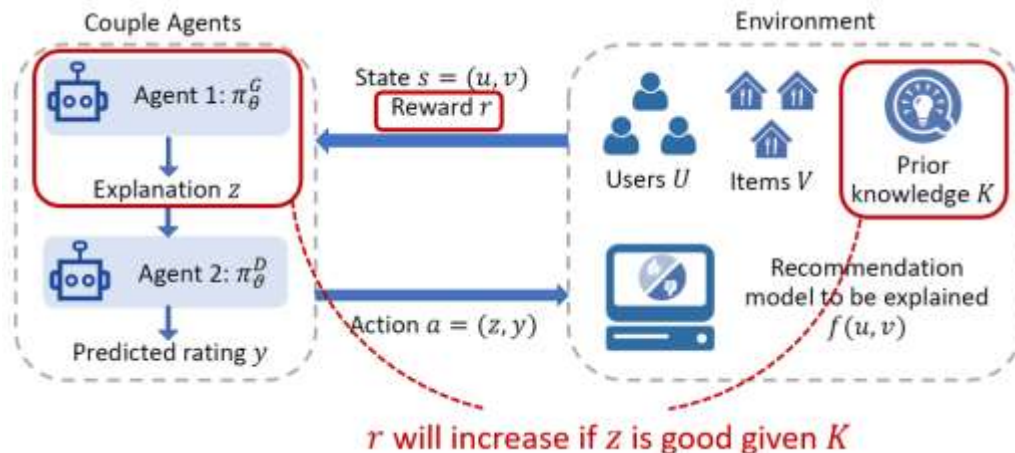 Couple Agents
Agent 1: π_θ^G
Explanation z
Agent 2: π_θ^D
Predicted rating y
State s = (u, v)
Reward r
Action a = (z, y)
Environment
Users U
Items V
Prior
knowledge K
Recommendation
model to be explained
f(u, v)
r will increase if z is good given K